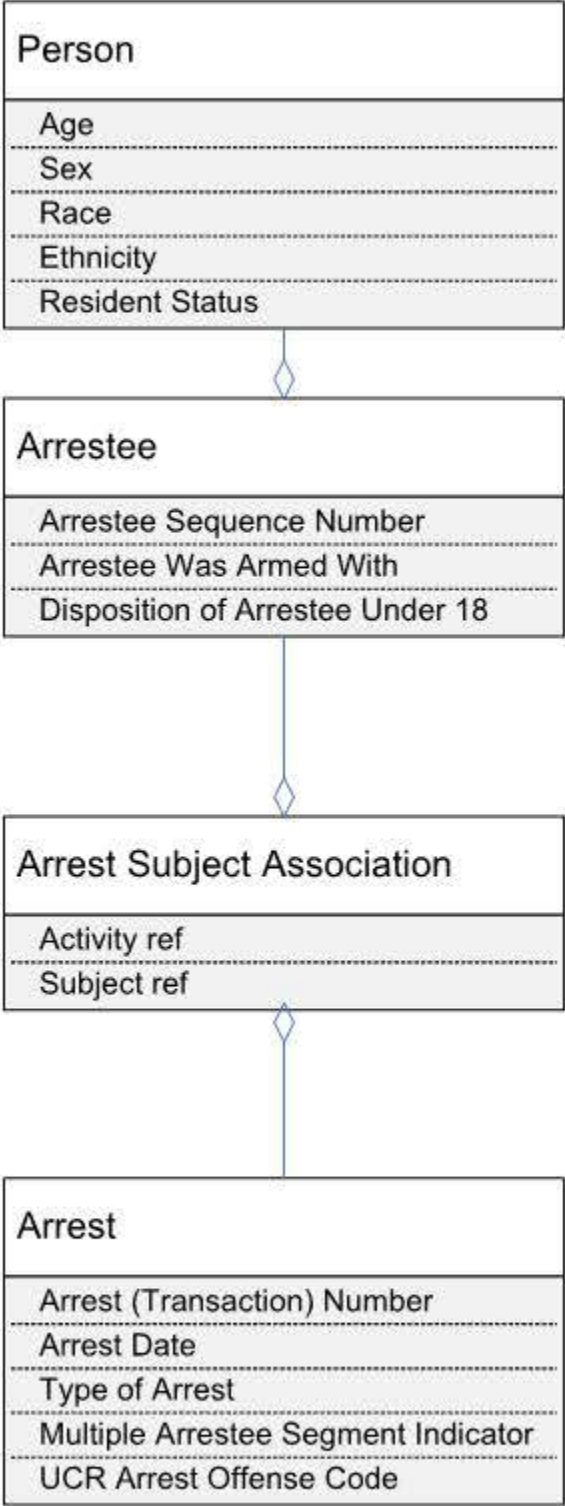 Person
Age
Sex
Race
Ethnicity
Resident Status
Arrestee
Arrestee Sequence Number
Arrestee Was Armed With
Disposition of Arrestee Under 18
Arrest Subject Association
Activity ref
Subject ref
Arrest
Arrest (Transaction) Number
Arrest Date
Type of Arrest
Multiple Arrestee Segment Indicator
UCR Arrest Offense Code